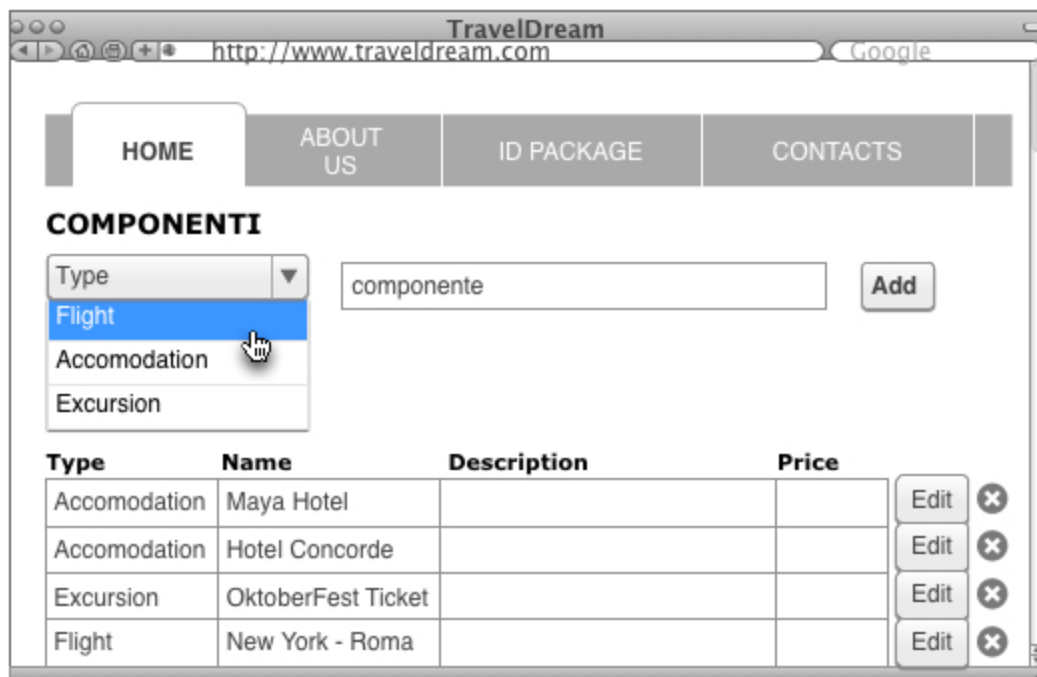 TravelDream
http://www.traveldream.com
Google
HOME
ABOUT
US
ID PACKAGE
CONTACTS
COMPONENTI
Type
componente
Add
Flight
Accomodation
Excursion
Type Name Description Price
Accomodation Maya Hotel Edit
Accomodation Hotel Concorde Edit
Excursion OktoberFest Ticket Edit
Flight New York - Roma Edit